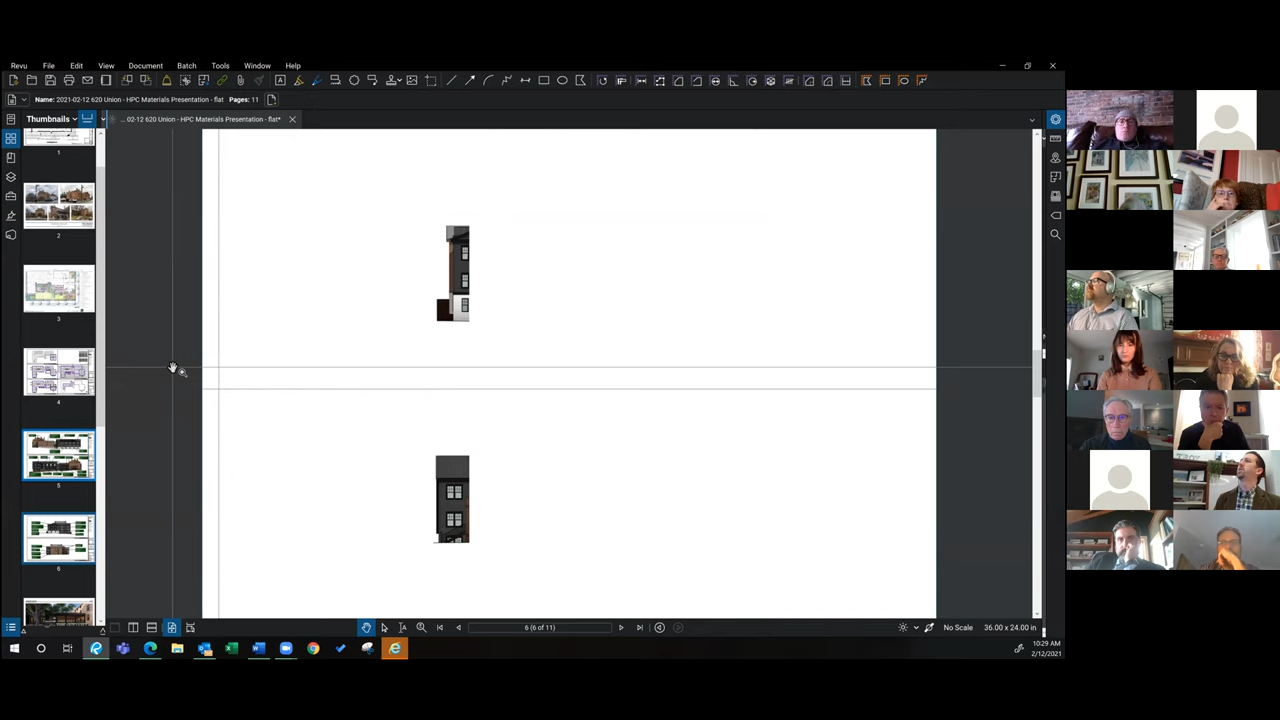 Revu File Edit View Document Batch Tools Window Help
Name: 2021-02-12 620 Union - HPC Materials Presentation - flat Pages: 11
Thumbnails
... 02-12 620 Union - HPC Materials Presentation - flat*
1
2
3
4
5
6
6 (6 of 11)
No Scale
36.00 x 24.00 in
10:29 AM
2/12/2021